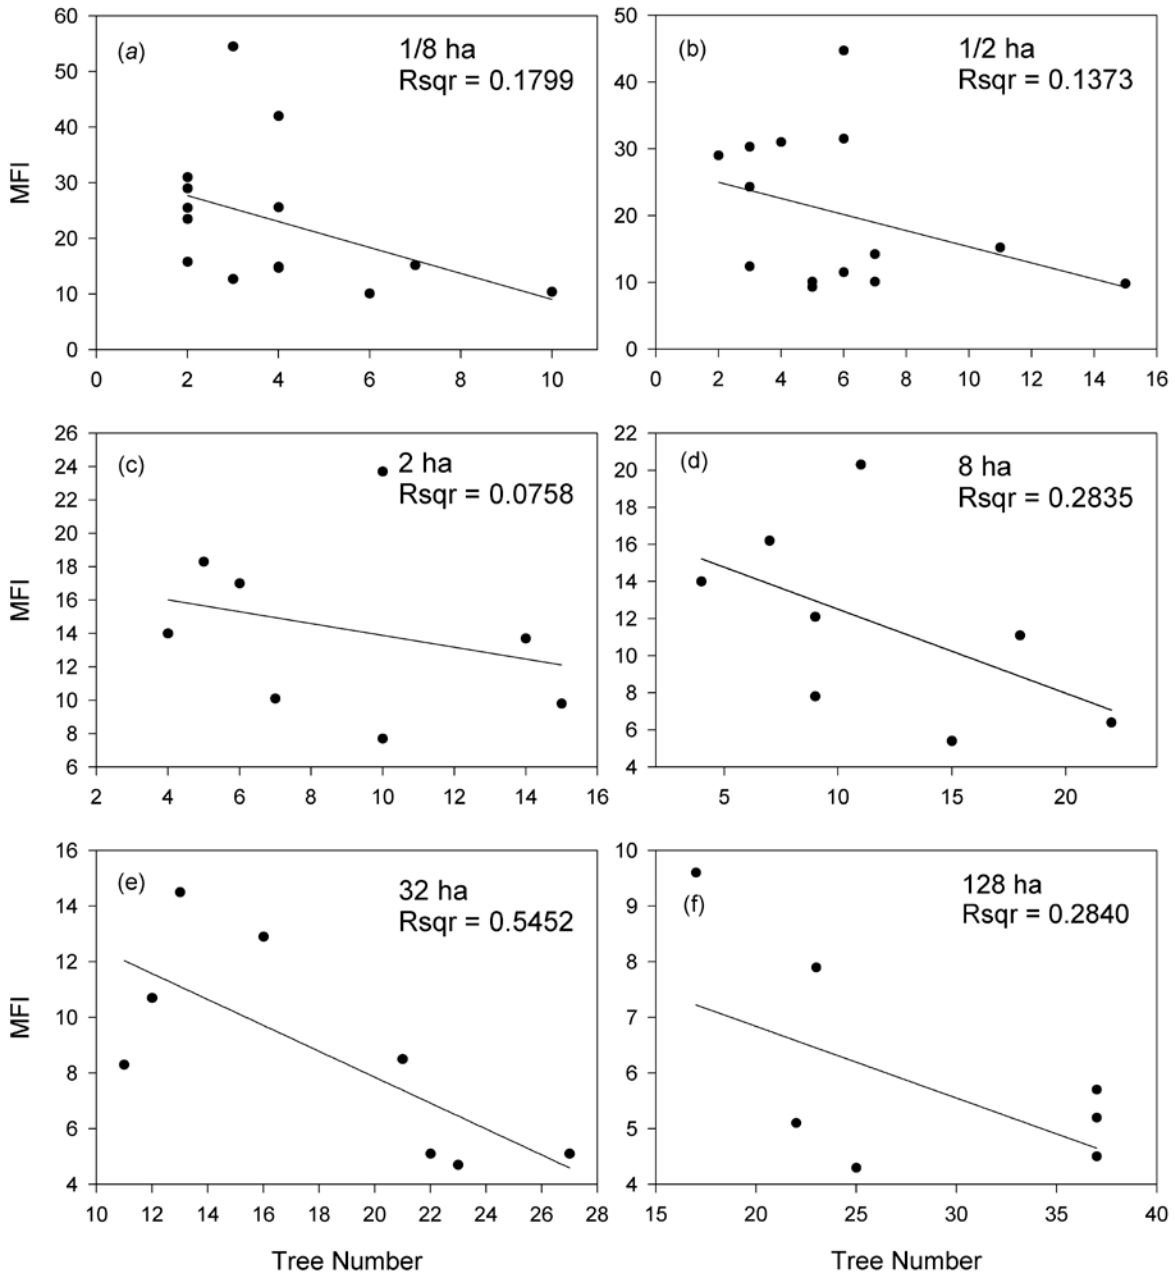 (a)
1/8 ha
Rsqr = 0.1799
MFI
60
50
40
30
20
10
0
0 2 4 6 8 10
(b)
1/2 ha
Rsqr = 0.1373
50
40
30
20
10
0
0 2 4 6 8 10 12 14 16
(c)
2 ha
Rsqr = 0.0758
MFI
26
24
22
20
18
16
14
12
10
8
6
2 4 6 8 10 12 14 16
(d)
8 ha
Rsqr = 0.2835
22
20
18
16
14
12
10
8
6
4
5 10 15 20
(e)
32 ha
Rsqr = 0.5452
MFI
16
14
12
10
8
6
4
10 12 14 16 18 20 22 24 26 28
Tree Number
(f)
128 ha
Rsqr = 0.2840
10
9
8
7
6
5
4
15 20 25 30 35 40
Tree Number